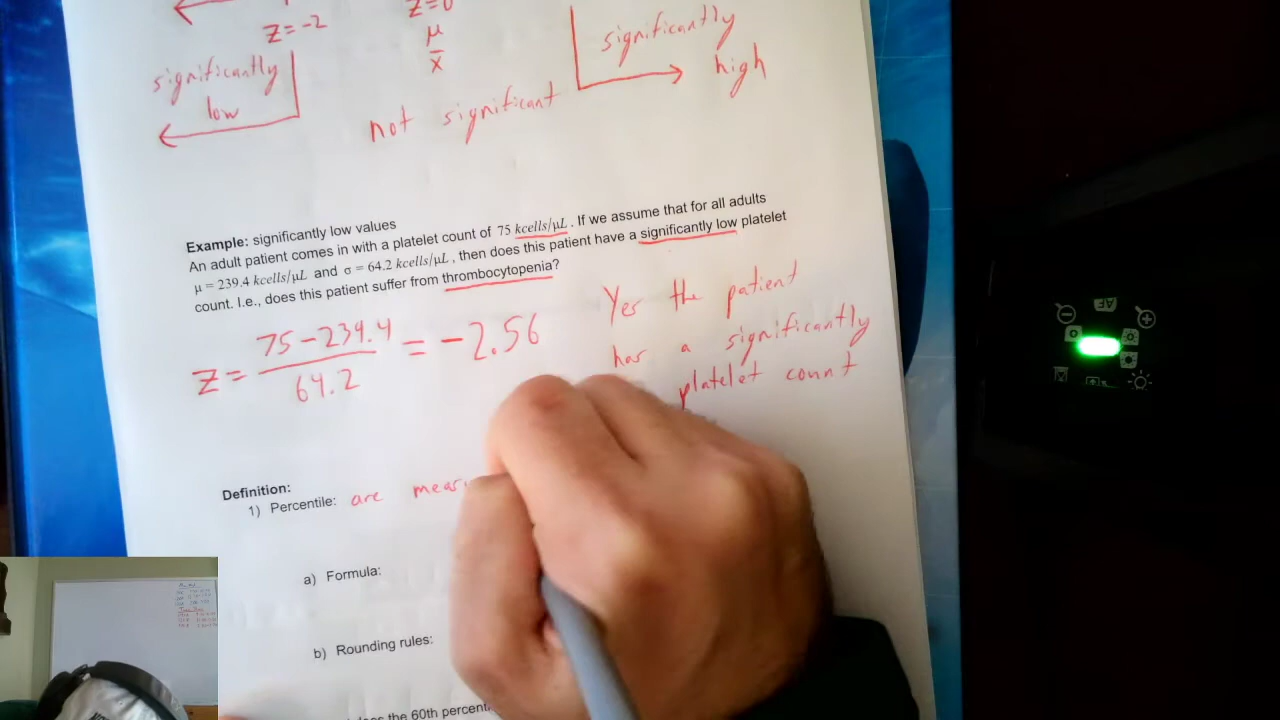 z=-2
z=0
μ
x̄
significantly
low
not significant
significantly
high
Example: significantly low values
An adult patient comes in with a platelet count of 75 kcells/μL. If we assume that for all adults
μ = 239.4 kcells/μL and σ = 64.2 kcells/μL, then does this patient have a significantly low platelet
count. I.e., does this patient suffer from thrombocytopenia?
z = 75-239.4 / 64.2 = -2.56
Yes the patient
has a significantly
platelet count
Definition:
1) Percentile: are meas
a) Formula:
b) Rounding rules:
the 60th percent